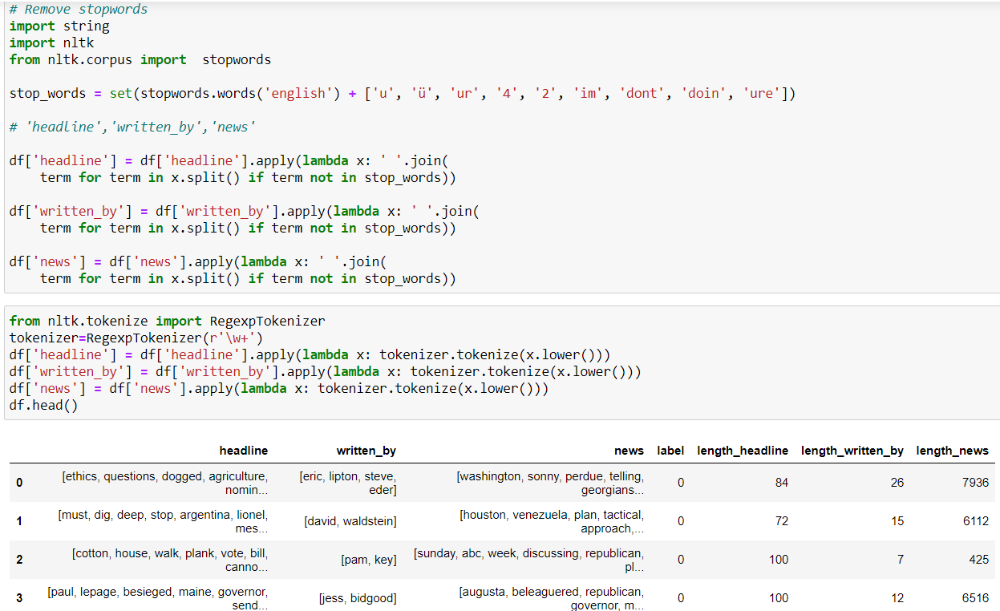 # Remove stopwords
import string
import nltk
from nltk.corpus import  stopwords

stop_words = set(stopwords.words('english') + ['u', 'ü', 'ur', '4', '2', 'im', 'dont', 'doin', 'ure'])

# 'headline','written_by','news'

df['headline'] = df['headline'].apply(lambda x: ' '.join(
    term for term in x.split() if term not in stop_words))

df['written_by'] = df['written_by'].apply(lambda x: ' '.join(
    term for term in x.split() if term not in stop_words))

df['news'] = df['news'].apply(lambda x: ' '.join(
    term for term in x.split() if term not in stop_words))

from nltk.tokenize import RegexpTokenizer
tokenizer=RegexpTokenizer(r'\w+')
df['headline'] = df['headline'].apply(lambda x: tokenizer.tokenize(x.lower()))
df['written_by'] = df['written_by'].apply(lambda x: tokenizer.tokenize(x.lower()))
df['news'] = df['news'].apply(lambda x: tokenizer.tokenize(x.lower()))
df.head()

headline written_by news label length_headline length_written_by length_news
[ethics, questions, dogged, agriculture, [eric, lipton, steve, [washington, sonny, perdue, telling,
0 0 84 26 7936
nomin... eder] georgians...
[must, dig, deep, stop, argentina, lionel, [houston, venezuela, plan, tactical,
1 [david, waldstein] 0 72 15 6112
mes... approach,...
[cotton, house, walk, plank, vote, bill, [sunday, abc, week, discussing, republican,
2 [pam, key] 0 100 7 425
canno... pl...
[paul, lepage, besieged, maine, governor, [augusta, beleaguered, republican,
3 [jess, bidgood] 0 100 12 6516
send... governor, m...